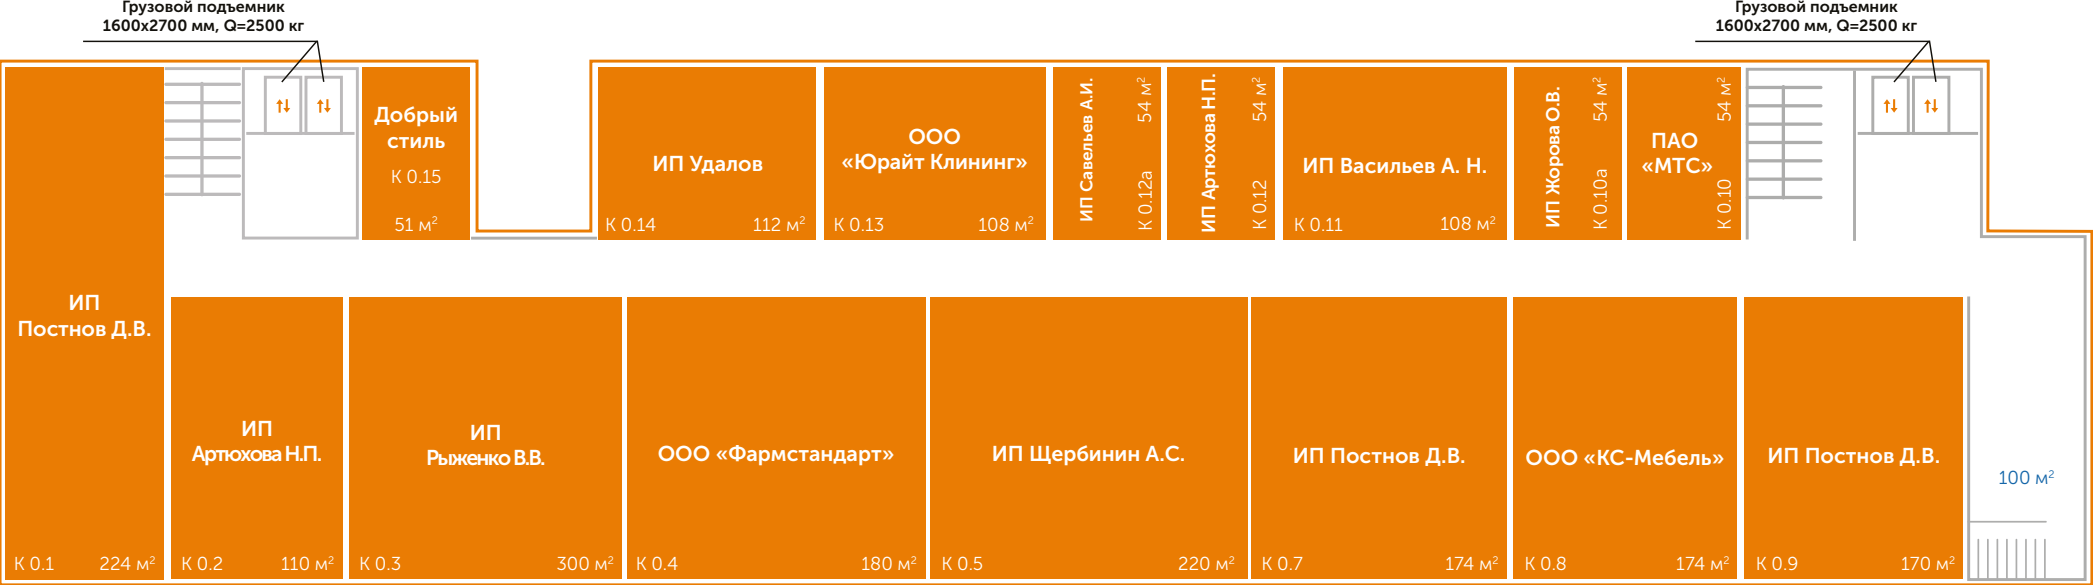 Грузовой подъемник
1600х2700 мм, Q=2500 кг
Грузовой подъемник
1600х2700 мм, Q=2500 кг
Добрый
стиль
К 0.15
51 м²
ИП Удалов
К 0.14
112 м²
ООО
«Юрайт Клининг»
К 0.13
108 м²
ИП Савельев А.И.
К 0.12а
54 м²
ИП Артюхова Н.П.
К 0.12
54 м²
ИП Васильев А. Н.
К 0.11
108 м²
ИП Жорова О.В.
К 0.10а
54 м²
ПАО
«МТС»
К 0.10
54 м²
ИП
Постнов Д.В.
К 0.1
224 м²
ИП
Артюхова Н.П.
К 0.2
110 м²
ИП
Рыженко В.В.
К 0.3
300 м²
ООО «Фармстандарт»
К 0.4
180 м²
ИП Щербинин А.С.
К 0.5
220 м²
ИП Постнов Д.В.
К 0.7
174 м²
ООО «КС-Мебель»
К 0.8
174 м²
ИП Постнов Д.В.
К 0.9
170 м²
100 м²